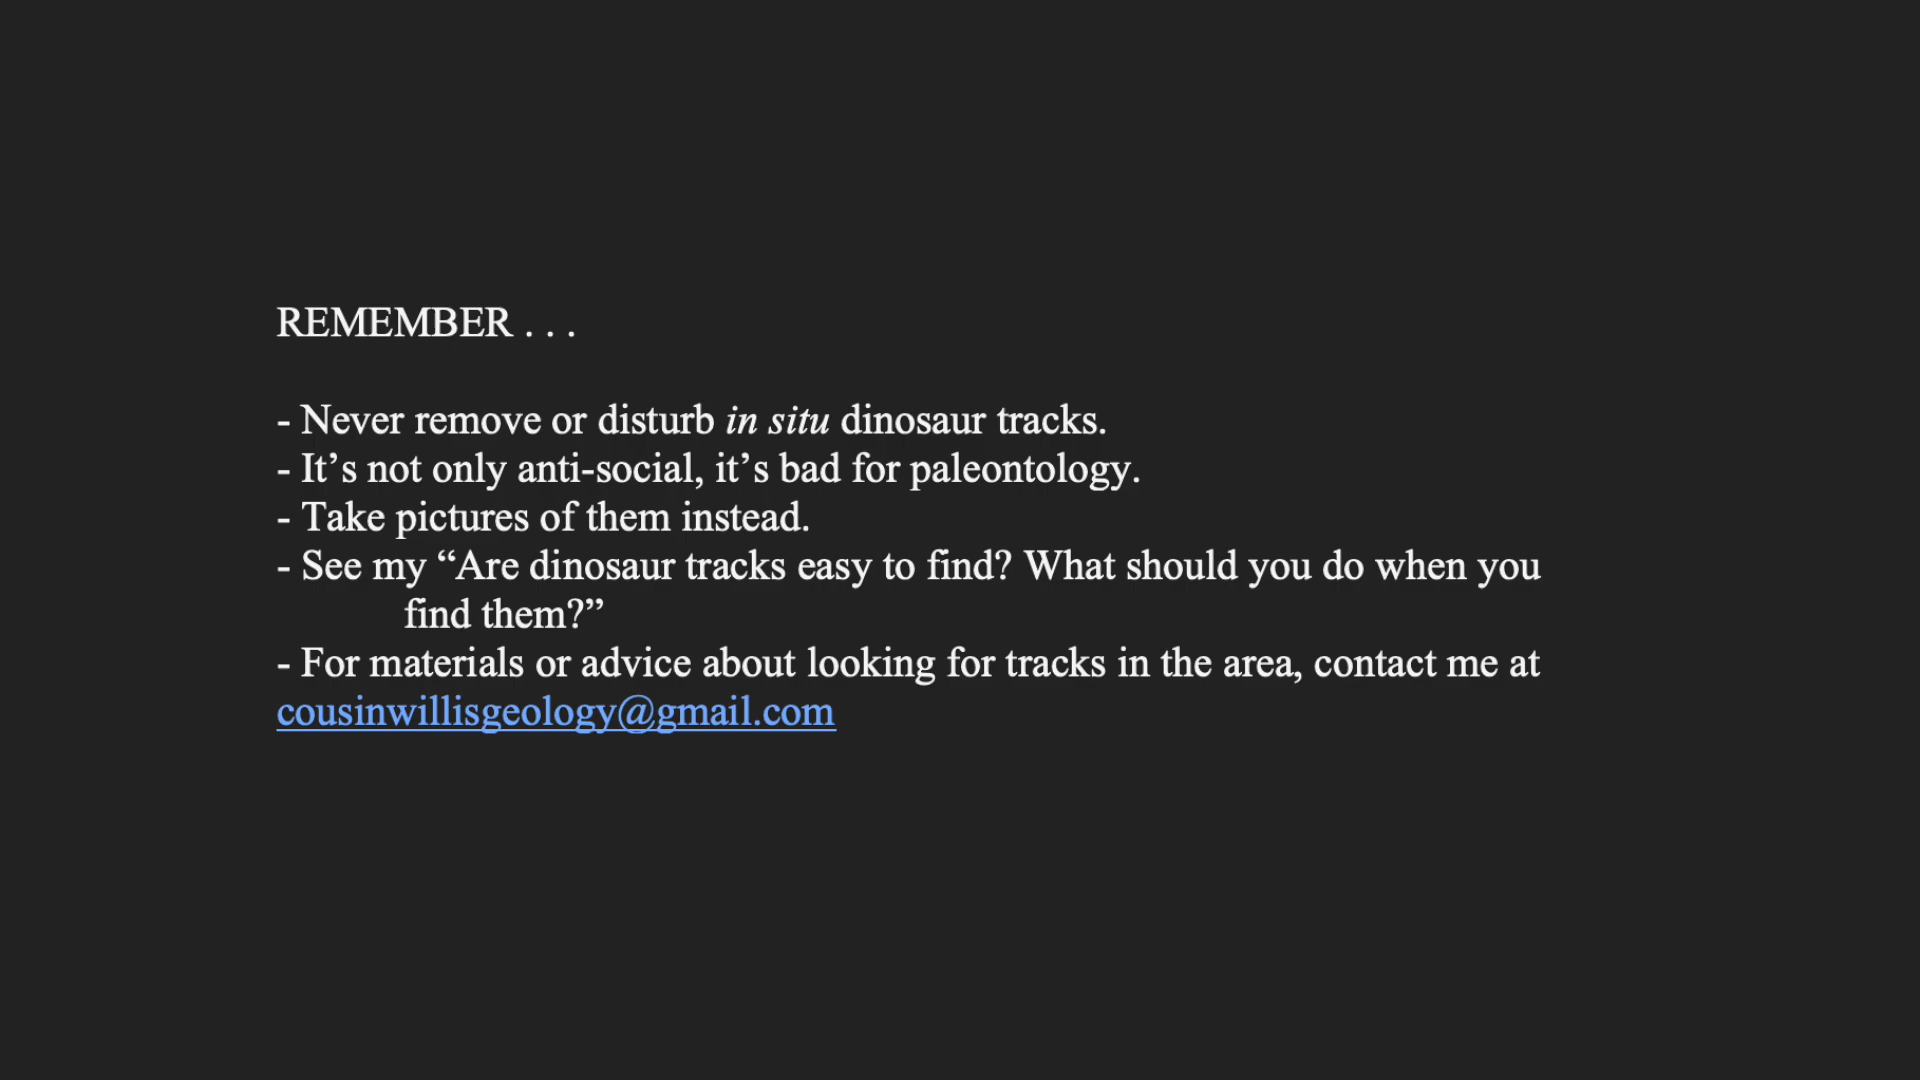 REMEMBER . . .
- Never remove or disturb in situ dinosaur tracks.
- It’s not only anti-social, it’s bad for paleontology.
- Take pictures of them instead.
- See my “Are dinosaur tracks easy to find? What should you do when you
find them?”
- For materials or advice about looking for tracks in the area, contact me at
cousinwillisgeology@gmail.com